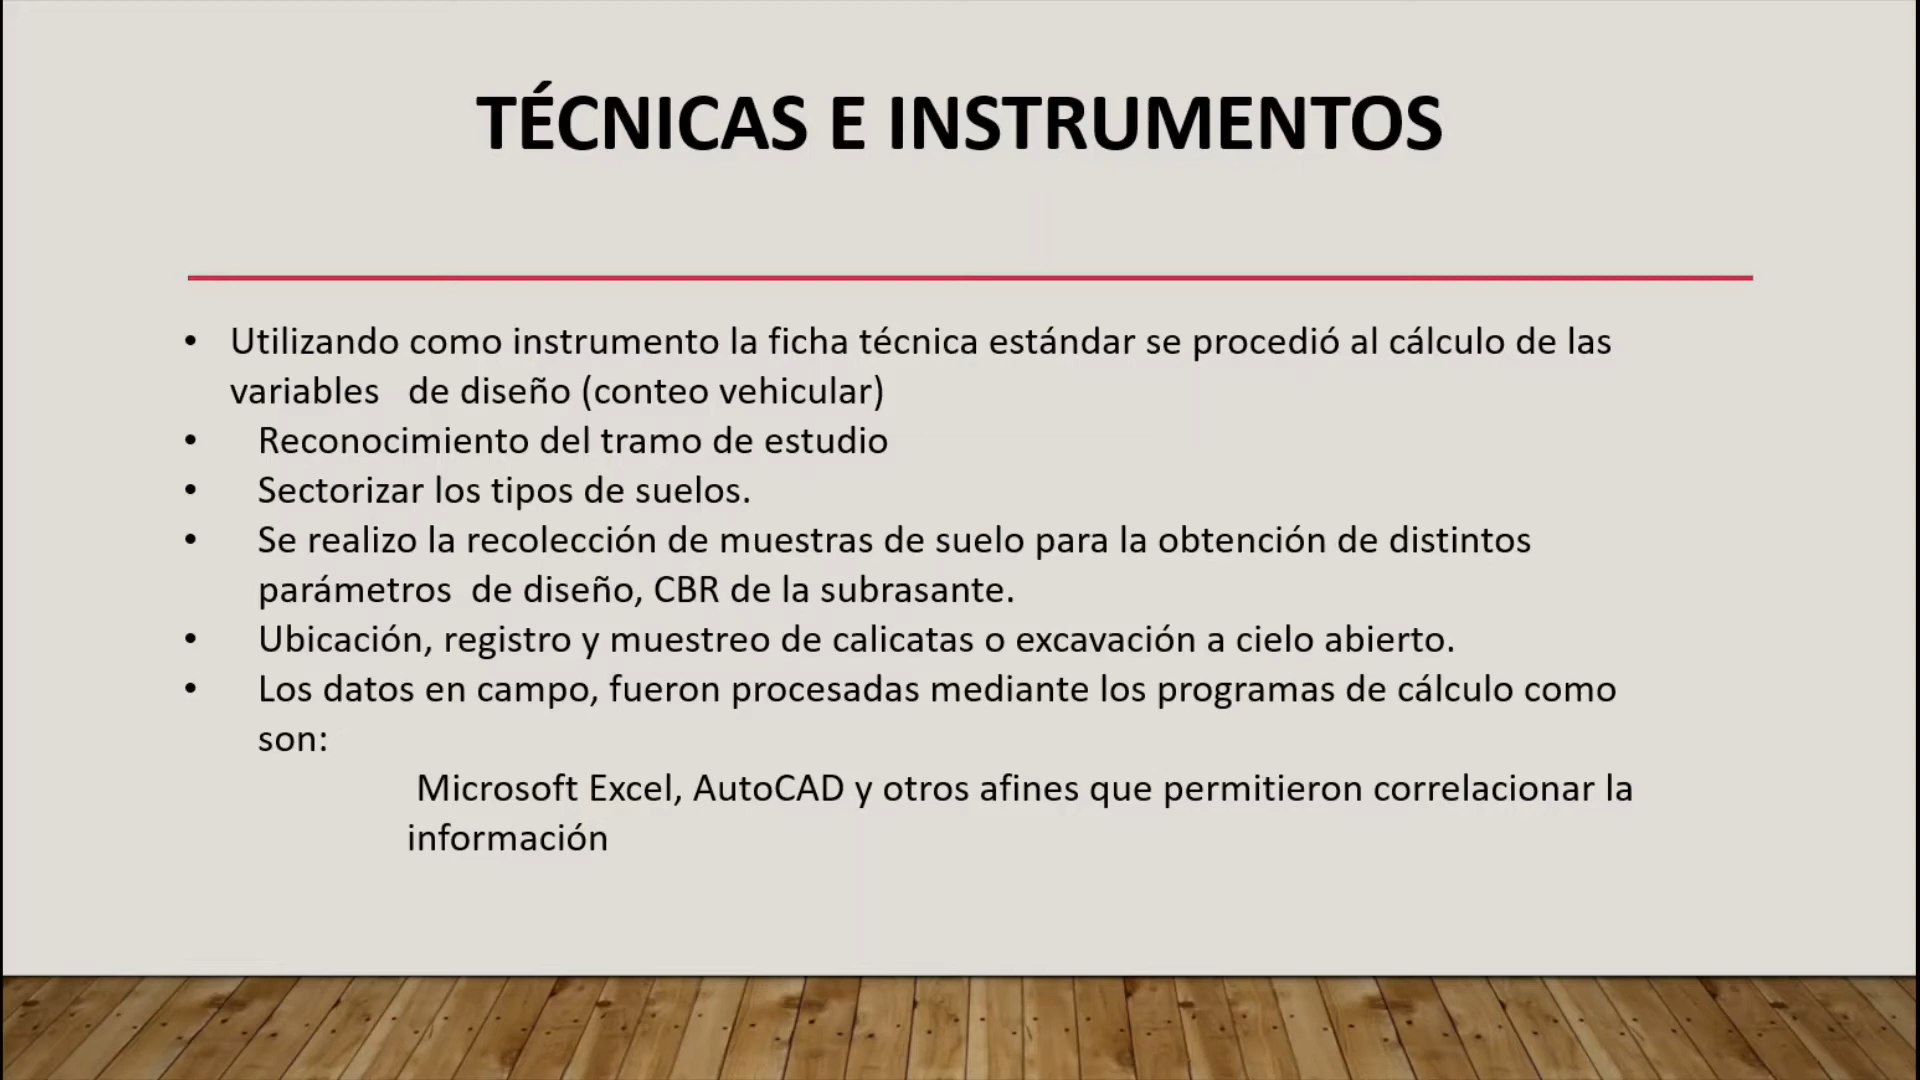 TÉCNICAS E INSTRUMENTOS
• Utilizando como instrumento la ficha técnica estándar se procedió al cálculo de las
variables   de diseño (conteo vehicular)
• Reconocimiento del tramo de estudio
• Sectorizar los tipos de suelos.
• Se realizo la recolección de muestras de suelo para la obtención de distintos
parámetros  de diseño, CBR de la subrasante.
• Ubicación, registro y muestreo de calicatas o excavación a cielo abierto.
• Los datos en campo, fueron procesadas mediante los programas de cálculo como
son:
Microsoft Excel, AutoCAD y otros afines que permitieron correlacionar la
información